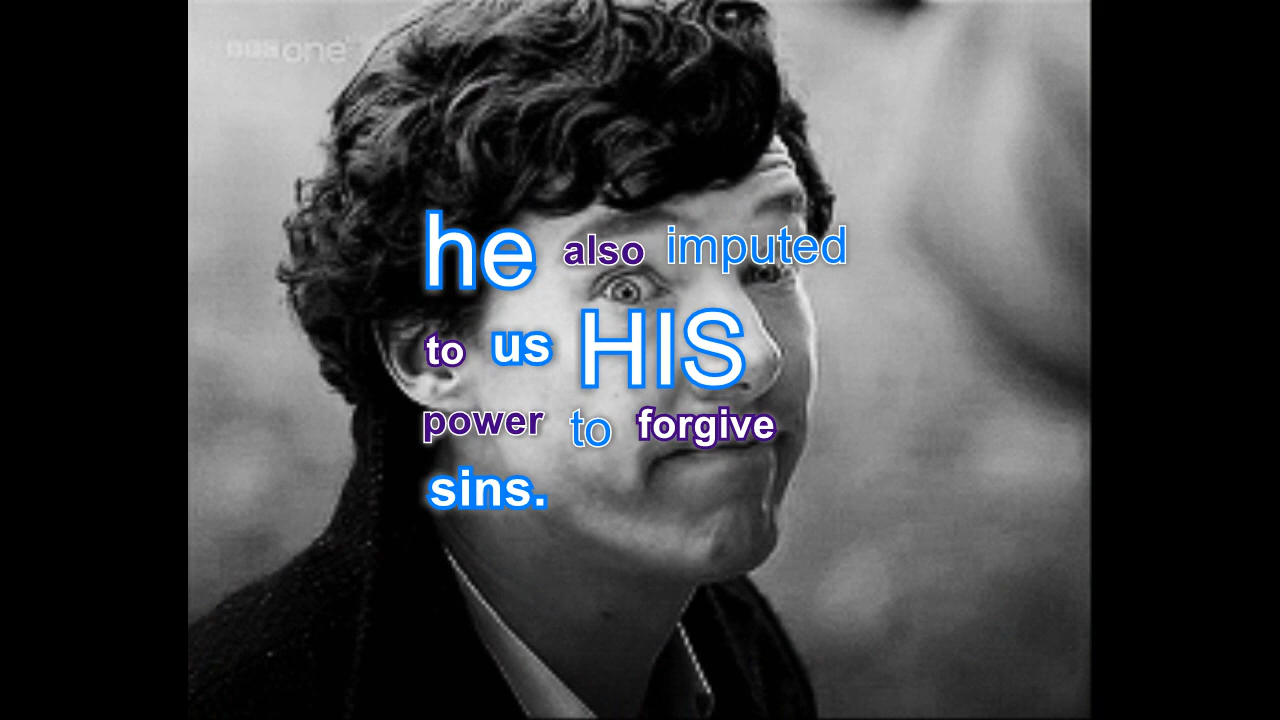 BBC one
he also imputed
to us HIS
power to forgive
sins.